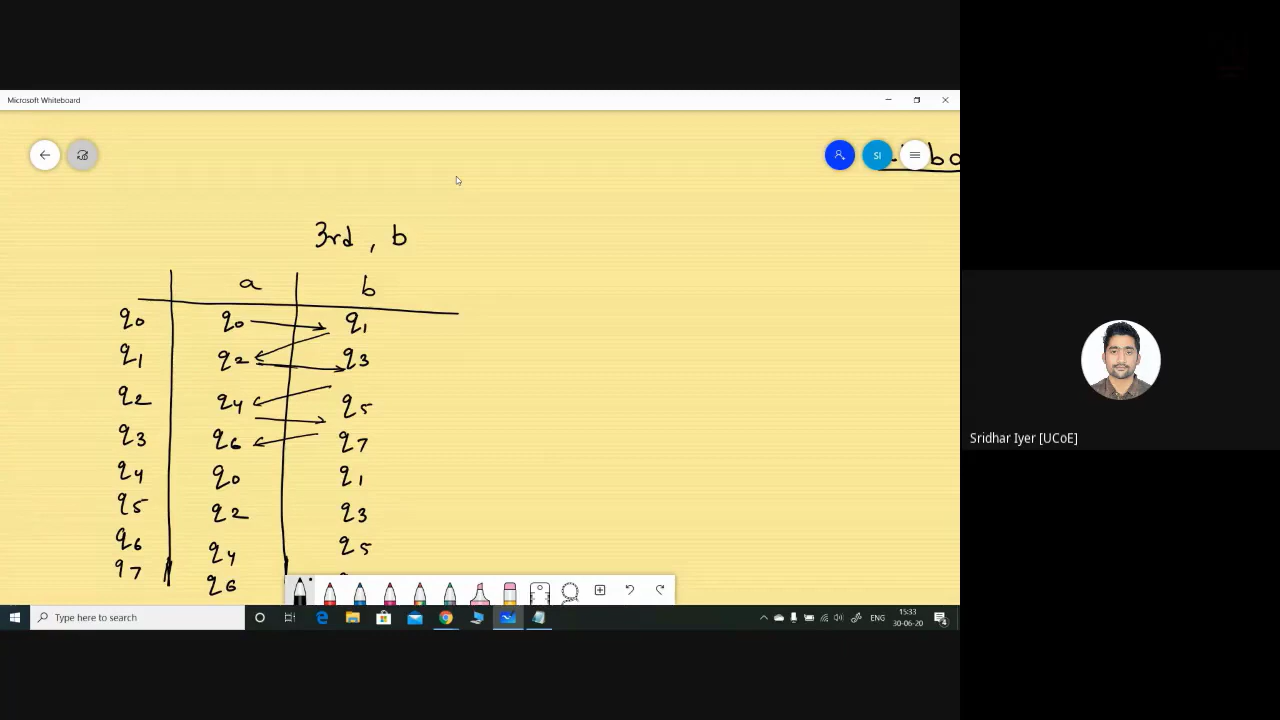 Microsoft Whiteboard
SI
3rd , b
a b
q0 q0 q1
q1 q2 q3
q2 q4 q5
q3 q6 q7
q4 q0 q1
q5 q2 q3
q6 q4 q5
q7 q6
Sridhar Iyer [UCoE]
Type here to search
ENG
15:33
30-06-20
4